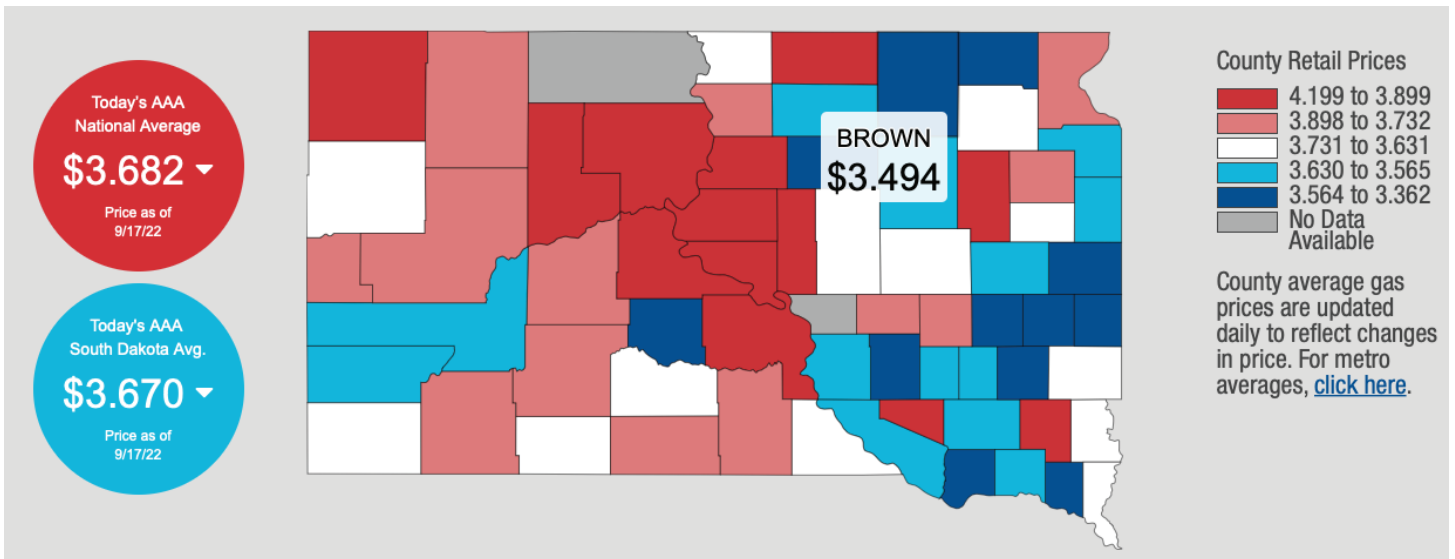 Today's AAA
National Average
$3.682
Price as of
9/17/22
Today's AAA
South Dakota Avg.
$3.670
Price as of
9/17/22
BROWN
$3.494
County Retail Prices
4.199 to 3.899
3.898 to 3.732
3.731 to 3.631
3.630 to 3.565
3.564 to 3.362
No Data
Available
County average gas
prices are updated
daily to reflect changes
in price. For metro
averages, click here.